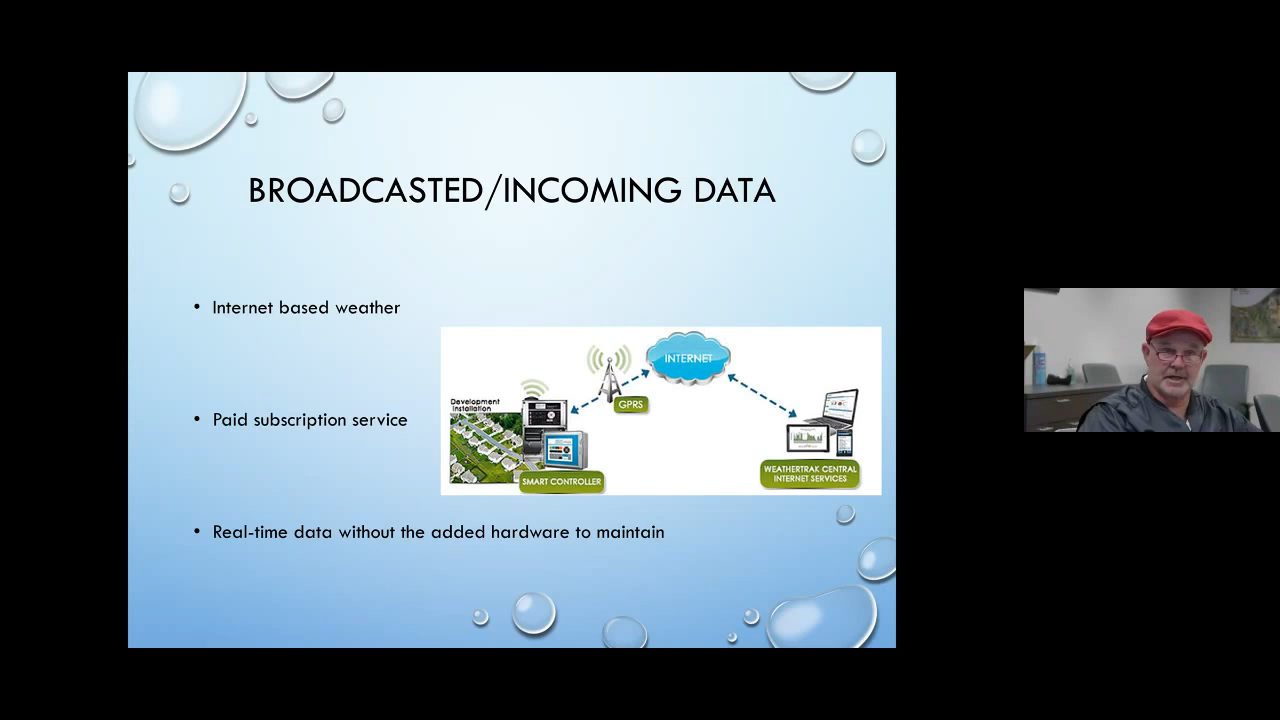 BROADCASTED/INCOMING DATA
• Internet based weather
INTERNET
GPRS
Development
Installation
• Paid subscription service
SMART CONTROLLER
WEATHERTRAK CENTRAL
INTERNET SERVICES
• Real-time data without the added hardware to maintain